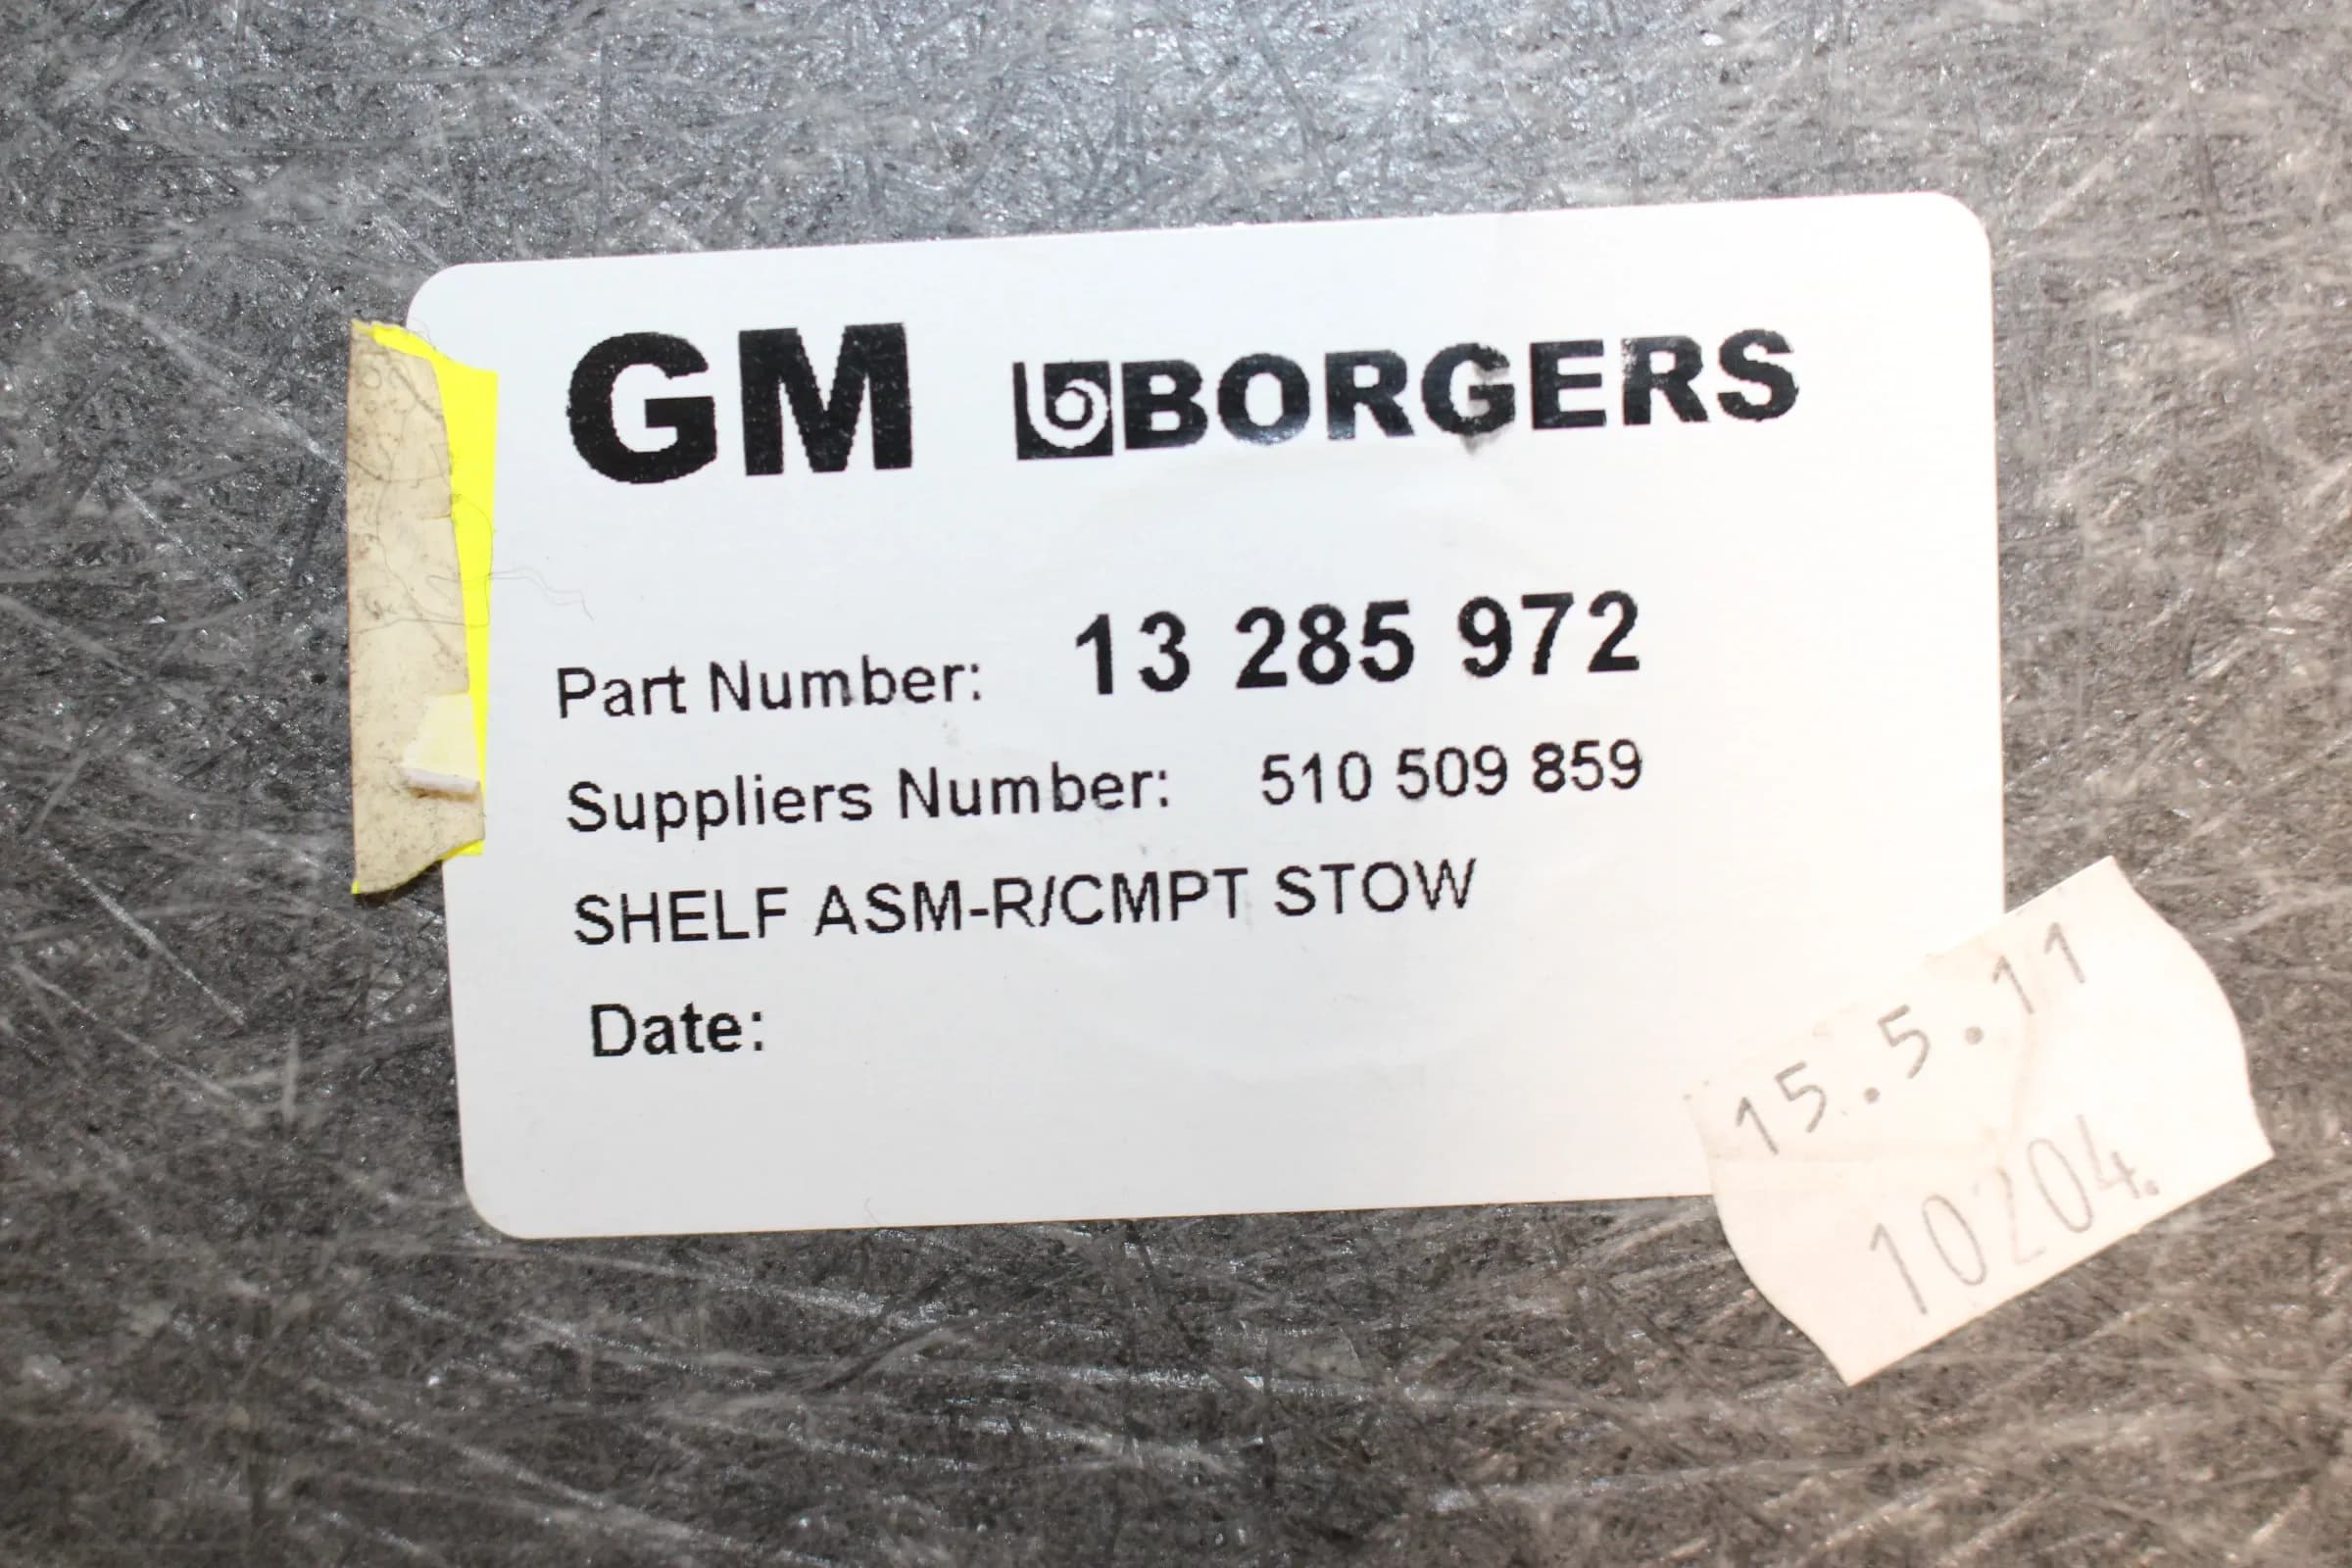 GM BORGERS
Part Number: 13 285 972
Suppliers Number: 510 509 859
SHELF ASM-R/CMPT STOW
Date:
15.5.11
10204.